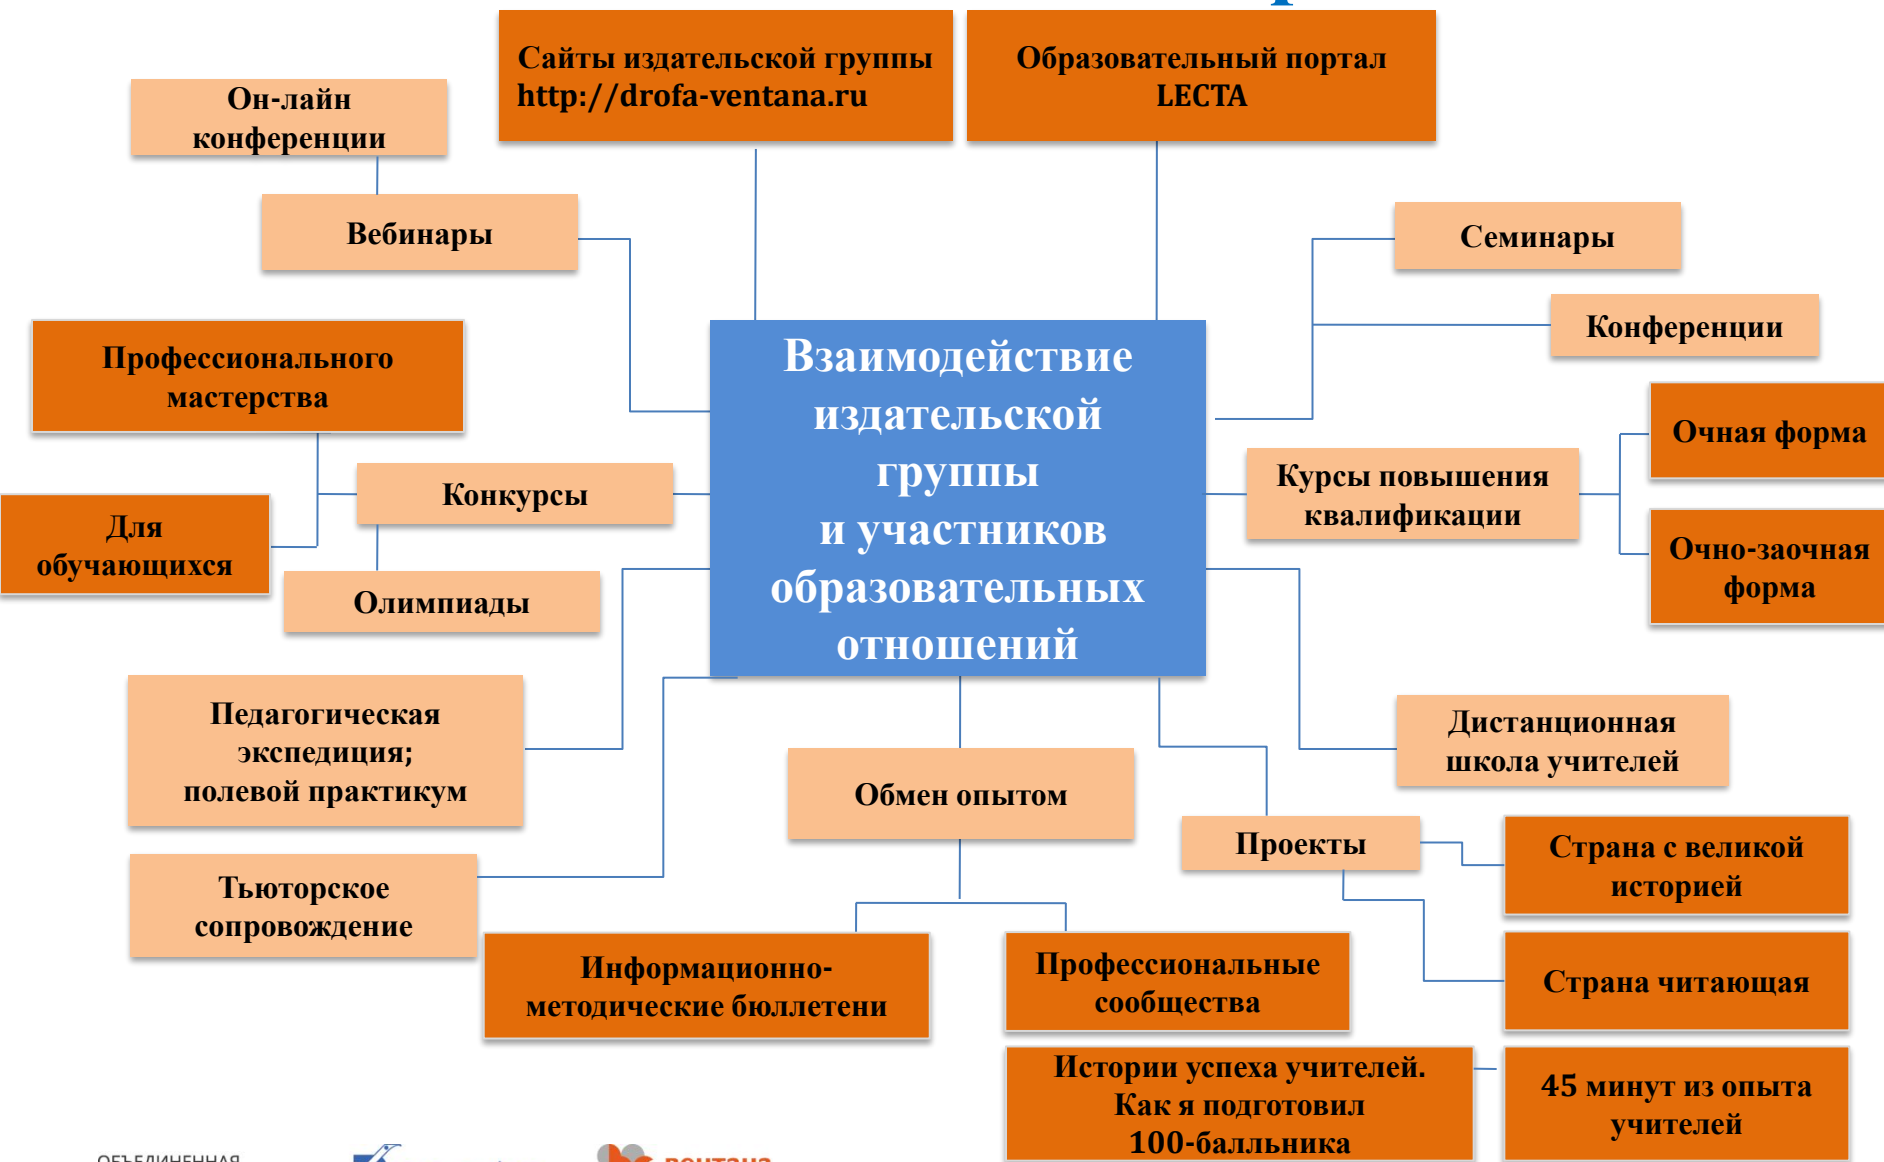 Сайты издательской группы
http://drofa-ventana.ru
Образовательный портал
LECTA
Он-лайн
конференции
Вебинары
Семинары
Конференции
Профессионального
мастерства
Конкурсы
Для
обучающихся
Олимпиады
Взаимодействие
издательской
группы
и участников
образовательных
отношений
Курсы повышения
квалификации
Очная форма
Очно-заочная
форма
Педагогическая
экспедиция;
полевой практикум
Обмен опытом
Дистанционная
школа учителей
Проекты
Страна с великой
историей
Тьюторское
сопровождение
Информационно-
методические бюллетени
Профессиональные
сообщества
Страна читающая
Истории успеха учителей.
Как я подготовил
100-балльника
45 минут из опыта
учителей
ОБЪЕДИНЕННАЯ
вентана